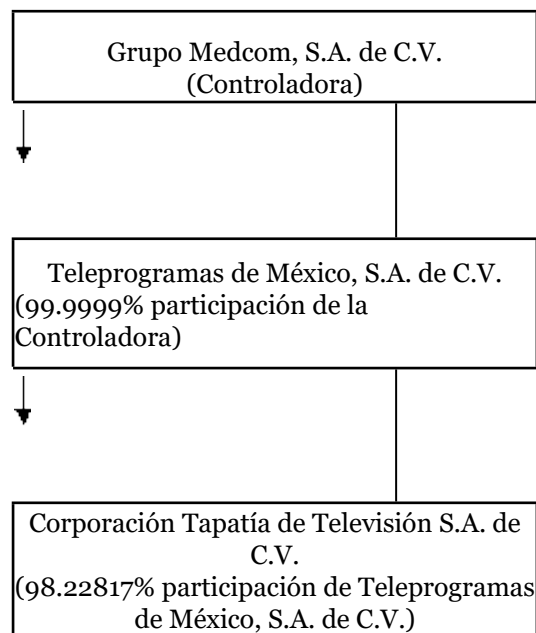 Grupo Medcom, S.A. de C.V.
(Controladora)
Teleprogramas de México, S.A. de C.V.
(99.9999% participación de la
Controladora)
Corporación Tapatía de Televisión S.A. de
C.V.
(98.22817% participación de Teleprogramas
de México, S.A. de C.V.)